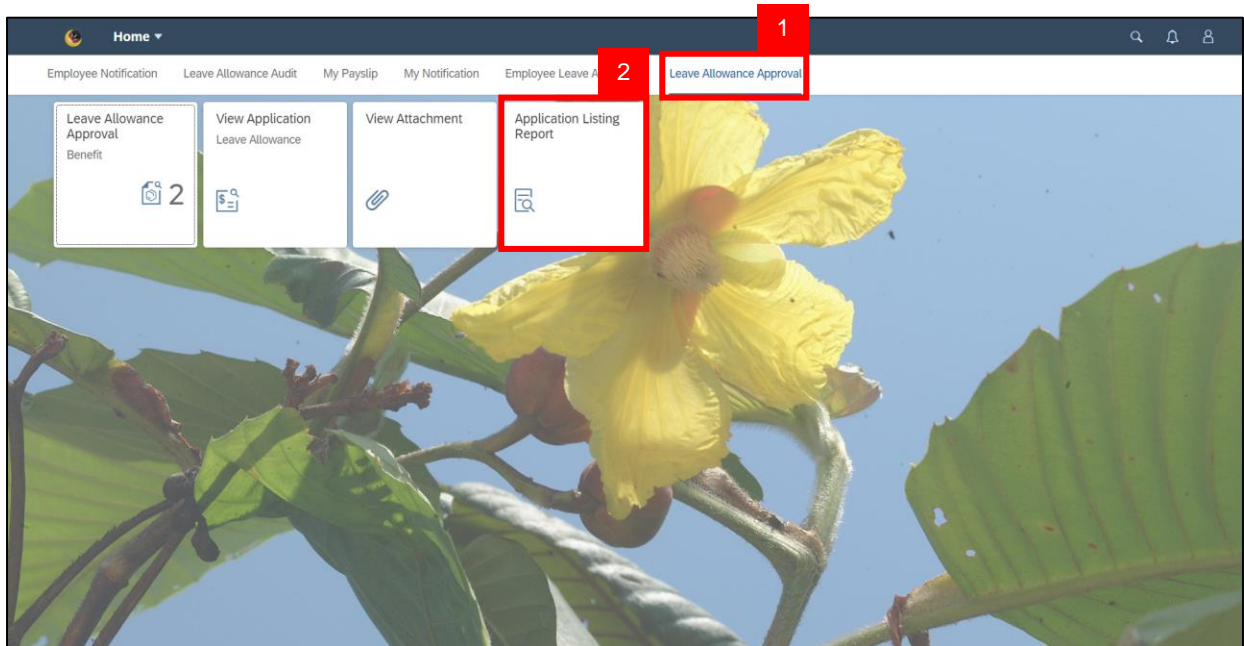 1
Home
2
Employee Notification Leave Allowance Audit My Payslip My Notification Employee Leave A Leave Allowance Approval
Leave Allowance
Approval
Benefit
2
View Application
Leave Allowance
View Attachment
Application Listing
Report